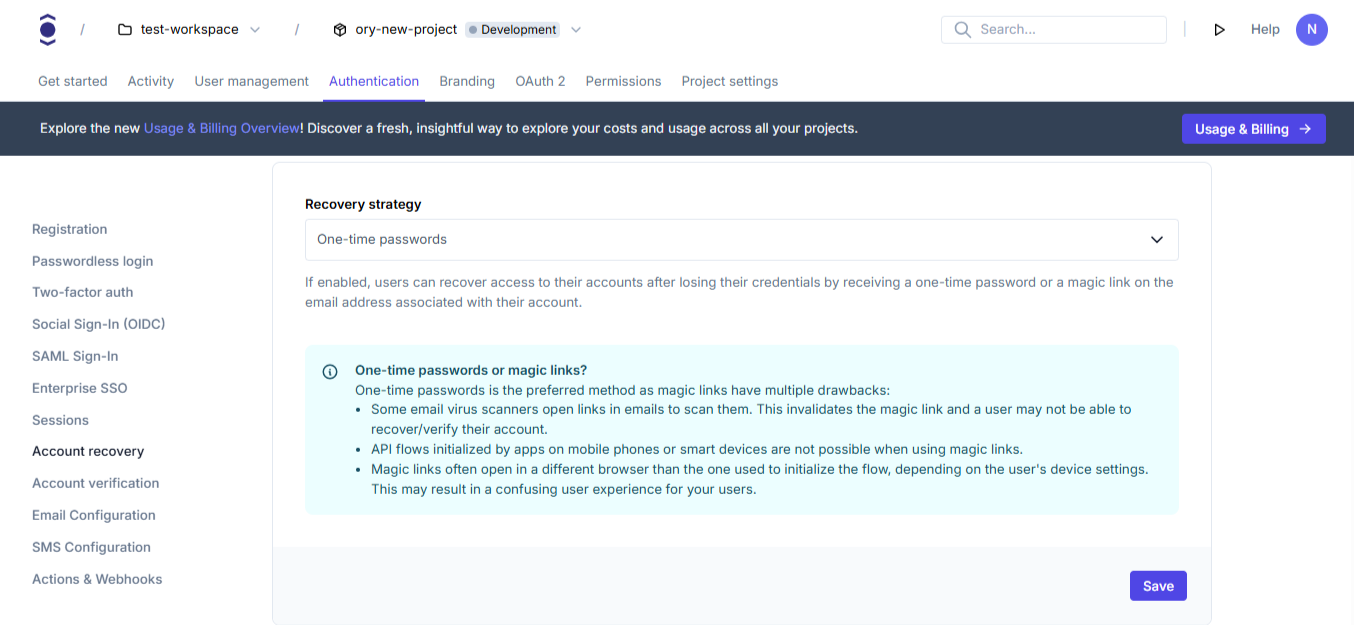 / test-workspace / ory-new-project Development Search... Help N
Get started Activity User management Authentication Branding OAuth 2 Permissions Project settings
Explore the new Usage & Billing Overview! Discover a fresh, insightful way to explore your costs and usage across all your projects. Usage & Billing →
Registration
Passwordless login
Two-factor auth
Social Sign-In (OIDC)
SAML Sign-In
Enterprise SSO
Sessions
Account recovery
Account verification
Email Configuration
SMS Configuration
Actions & Webhooks
Recovery strategy
One-time passwords
If enabled, users can recover access to their accounts after losing their credentials by receiving a one-time password or a magic link on the
email address associated with their account.
One-time passwords or magic links?
One-time passwords is the preferred method as magic links have multiple drawbacks:
• Some email virus scanners open links in emails to scan them. This invalidates the magic link and a user may not be able to
recover/verify their account.
• API flows initialized by apps on mobile phones or smart devices are not possible when using magic links.
• Magic links often open in a different browser than the one used to initialize the flow, depending on the user's device settings.
This may result in a confusing user experience for your users.
Save